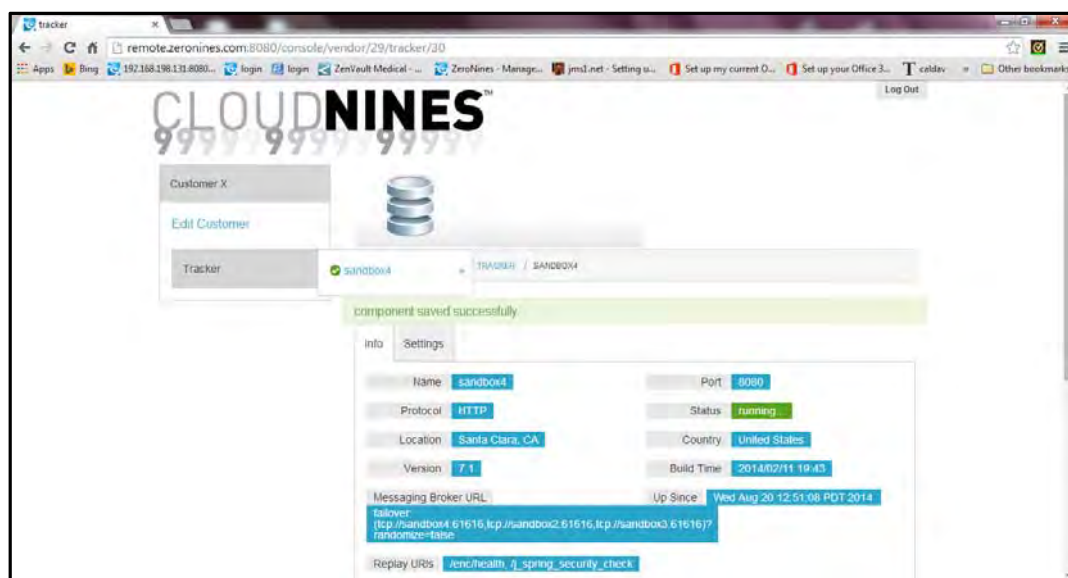 tracker
remote.zeronines.com:8080/console/vendor/29/tracker/30
Apps Bing 192.168.198.131:8080... login login ZenVault Medical - ... ZeroNines - Manage... jms1.net - Setting u... Set up my current O... Set up your Office 3... caldav » Other bookmarks
Log Out
CLOUDNINES™
99999 9999 99999
Customer X
Edit Customer
Tracker
sandbox4 »
TRACKER / SANDBOX4
component saved successfully
Info Settings
Name sandbox4 Port 8080
Protocol HTTP Status running...
Location Santa Clara, CA Country United States
Version 7.1 Build Time 2014/02/11 19:43
Messaging Broker URL Up Since Wed Aug 20 12:51:08 PDT 2014
failover:
(tcp://sandbox4:61616,tcp://sandbox2:61616,tcp://sandbox3:61616)?
randomize=false
Replay URIs /enc/health, /j_spring_security_check